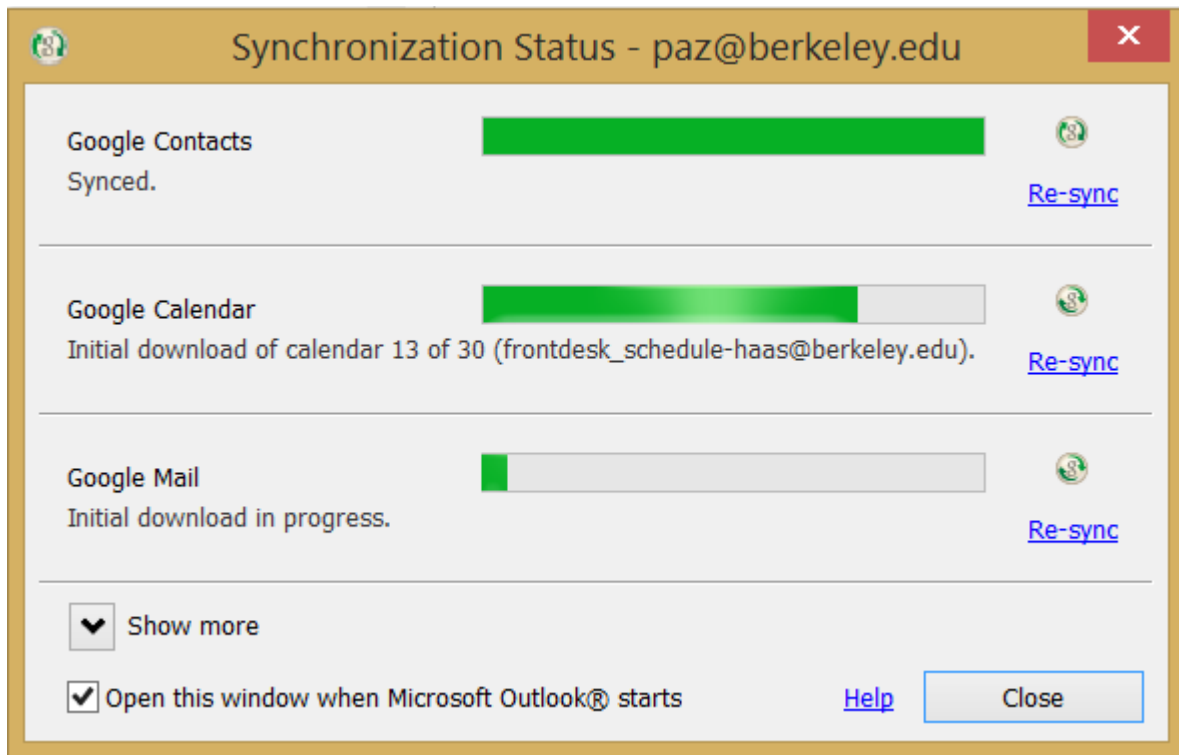 Synchronization Status - paz@berkeley.edu
Google Contacts
Synced.
Re-sync
Google Calendar
Initial download of calendar 13 of 30 (frontdesk_schedule-haas@berkeley.edu).
Re-sync
Google Mail
Initial download in progress.
Re-sync
Show more
Open this window when Microsoft Outlook® starts
Help
Close